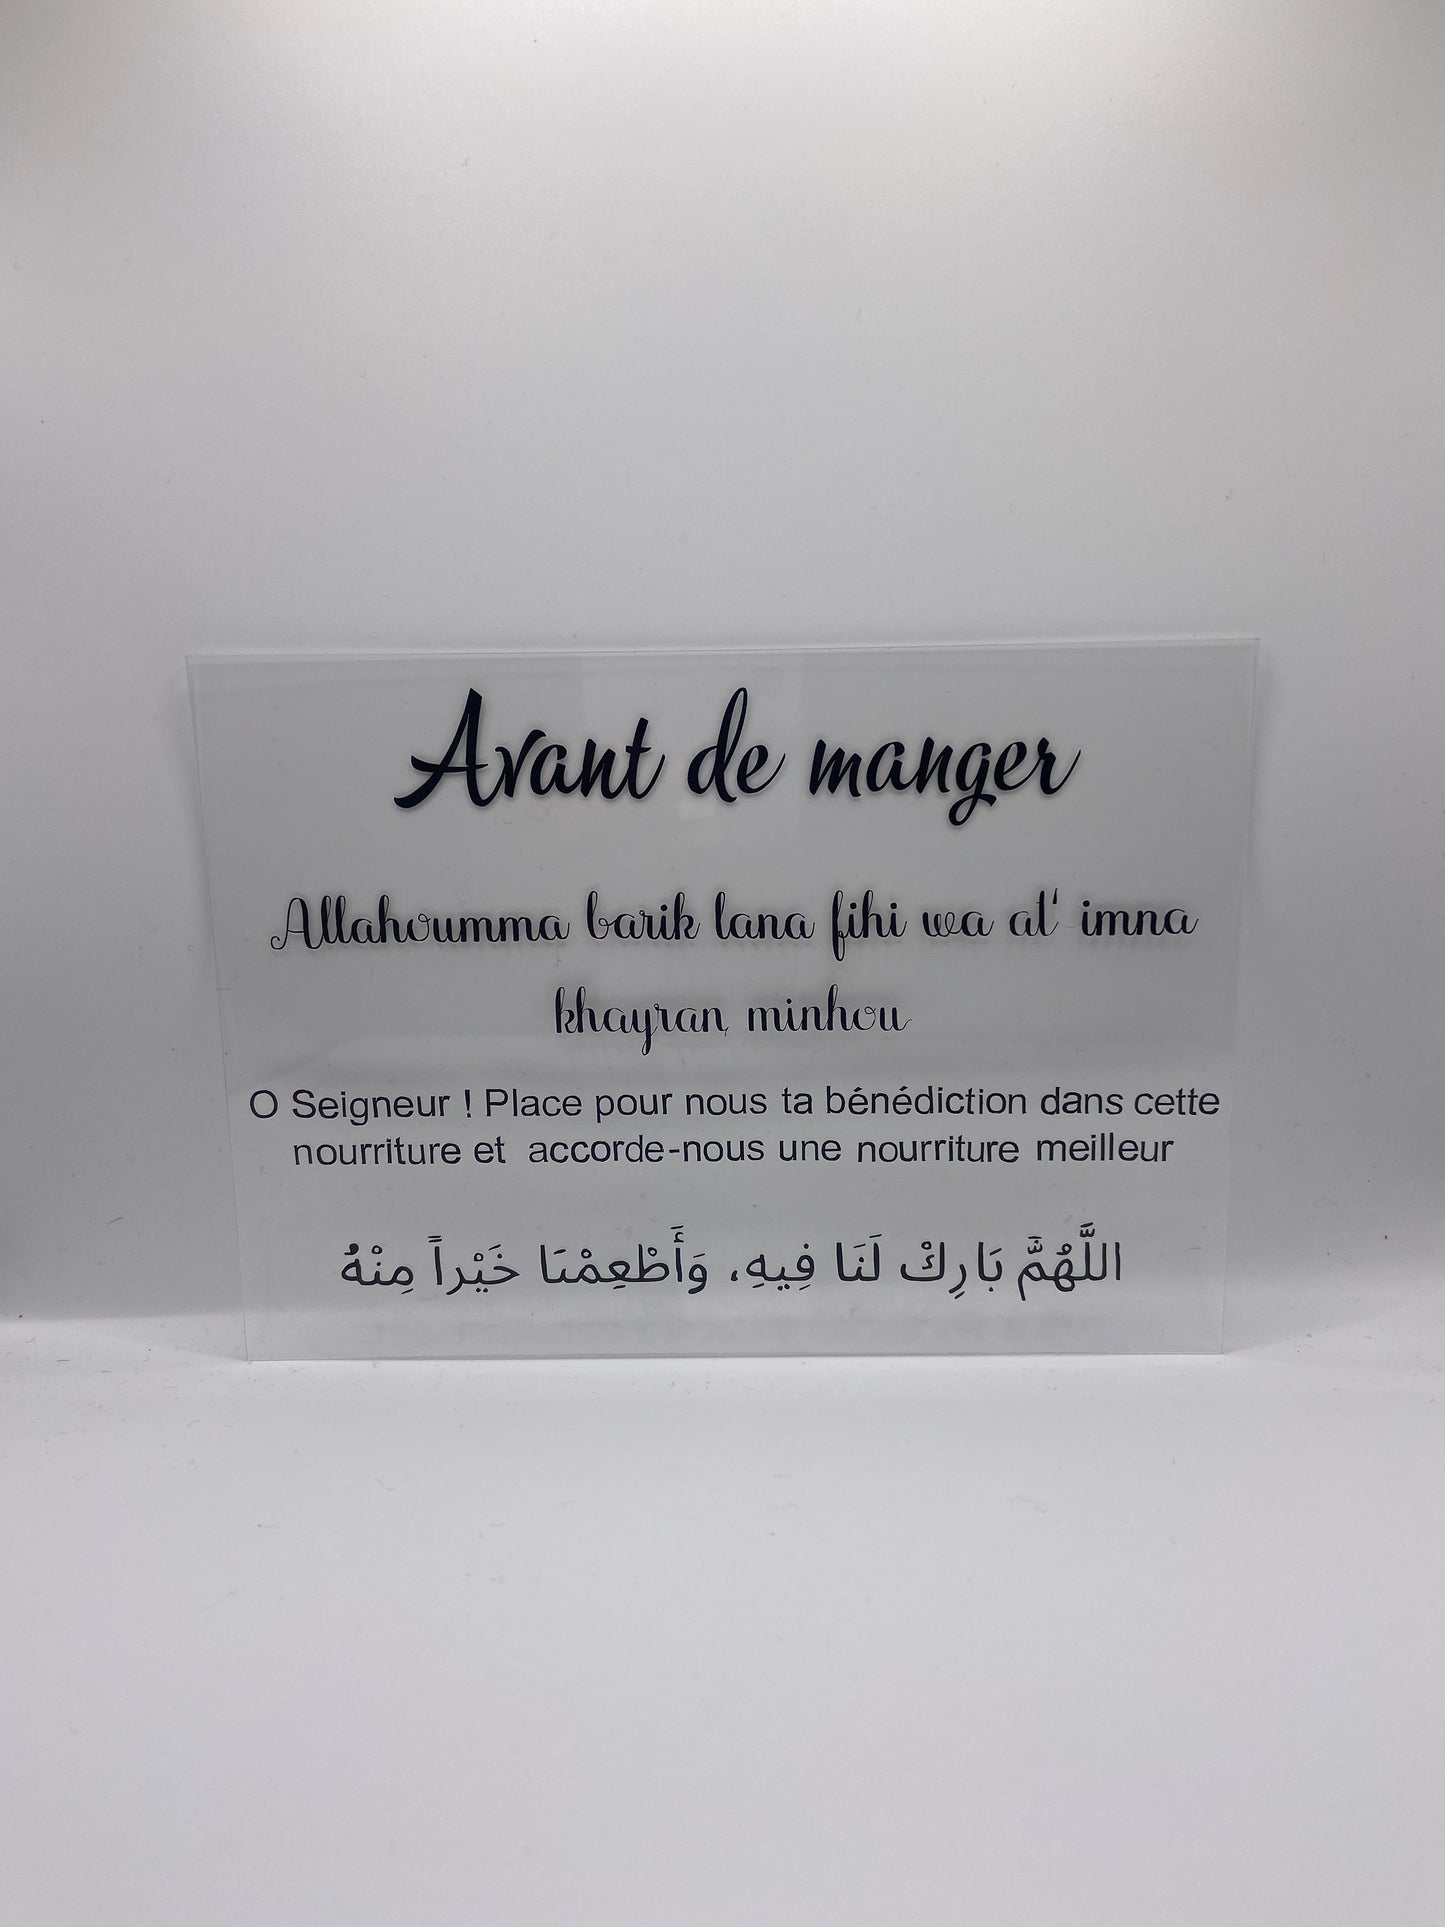 Avant de manger
Allahoumma barik lana fihi wa at' imna
khayran minhou
O Seigneur ! Place pour nous ta bénédiction dans cette
nourriture et accorde-nous une nourriture meilleur
اللَّهُمَّ بَارِكْ لَنَا فِيهِ، وَأَطْعِمْنَا خَيْراً مِنْهُ